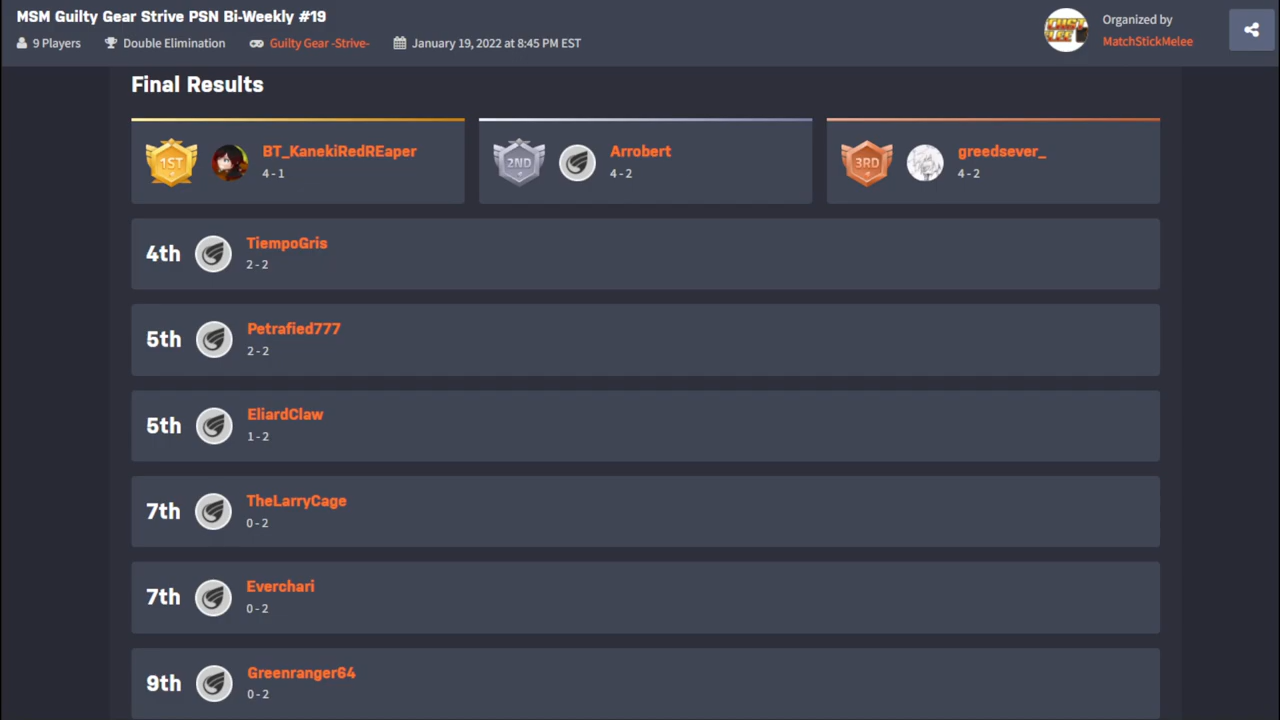 MSM Guilty Gear Strive PSN Bi-Weekly #19
9 Players
Double Elimination
Guilty Gear -Strive-
January 19, 2022 at 8:45 PM EST
Organized by
MatchStickMelee
Final Results
1ST
BT_KanekiRedREaper
4-1
2ND
Arrobert
4-2
3RD
greedsever_
4-2
4th
TiempoGris
2-2
5th
Petrafied777
2-2
5th
EliardClaw
1-2
7th
TheLarryCage
0-2
7th
Everchari
0-2
9th
Greenranger64
0-2